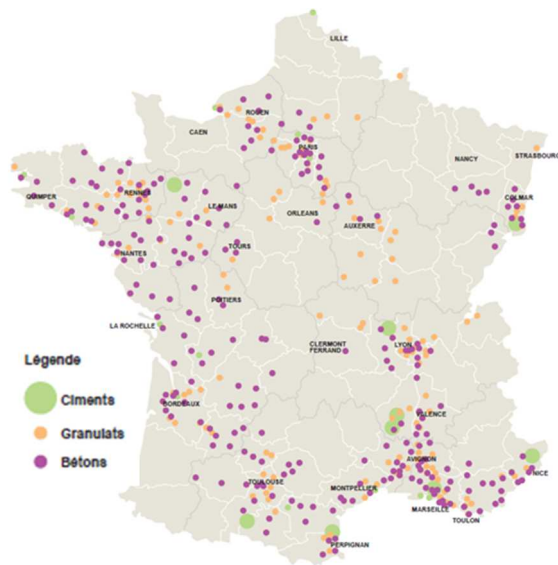 LILLE
ROUEN
CAEN
PARIS
NANCY
STRASBOURG
COLMAR
QUIMPER
RENNES
LE MANS
ORLEANS
AUXERRE
NANTES
TOURS
POITIERS
LA ROCHELLE
CLERMONT
FERRAND
LYON
Légende
Ciments
Granulats
Bétons
BORDEAUX
VALENCE
AVIGNON
NICE
TOULOUSE
MONTPELLIER
MARSEILLE
TOULON
PERPIGNAN